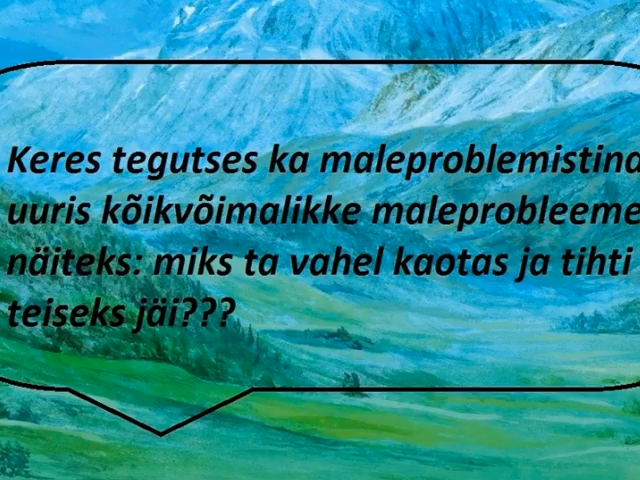 Keres tegutses ka maleproblemistina
uuris kõikvõimalikke maleprobleeme
näiteks: miks ta vahel kaotas ja tihti
teiseks jäi???